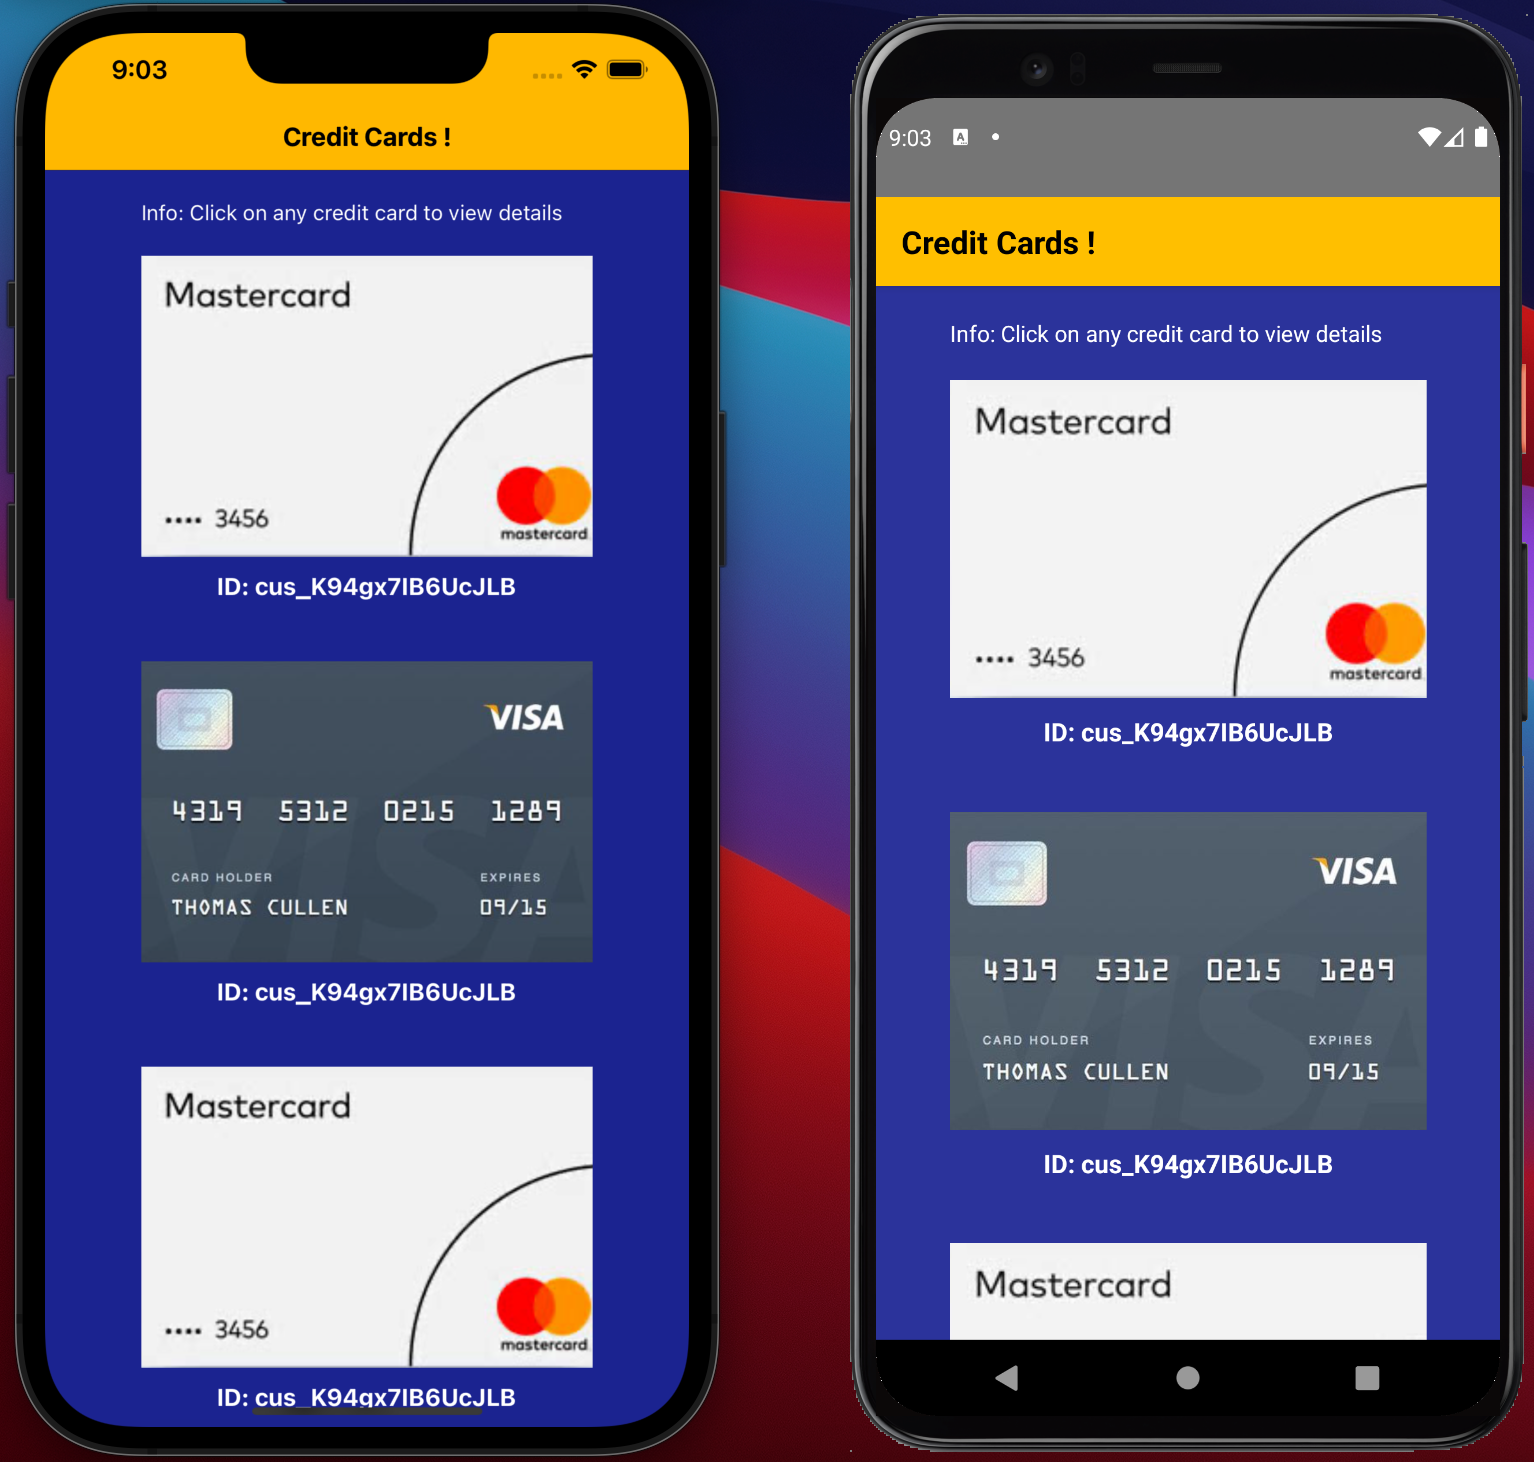 9:03
Credit Cards !
Info: Click on any credit card to view details
Mastercard
•••• 3456
mastercard
ID: cus_K94gx7IB6UcJLB
VISA
4319 5312 0215 1289
CARD HOLDER EXPIRES
THOMAS CULLEN 09/15
ID: cus_K94gx7IB6UcJLB
Mastercard
•••• 3456
mastercard
ID: cus_K94gx7IB6UcJLB
9:03 A
Credit Cards !
Info: Click on any credit card to view details
Mastercard
•••• 3456
mastercard
ID: cus_K94gx7IB6UcJLB
VISA
4319 5312 0215 1289
CARD HOLDER EXPIRES
THOMAS CULLEN 09/15
ID: cus_K94gx7IB6UcJLB
Mastercard